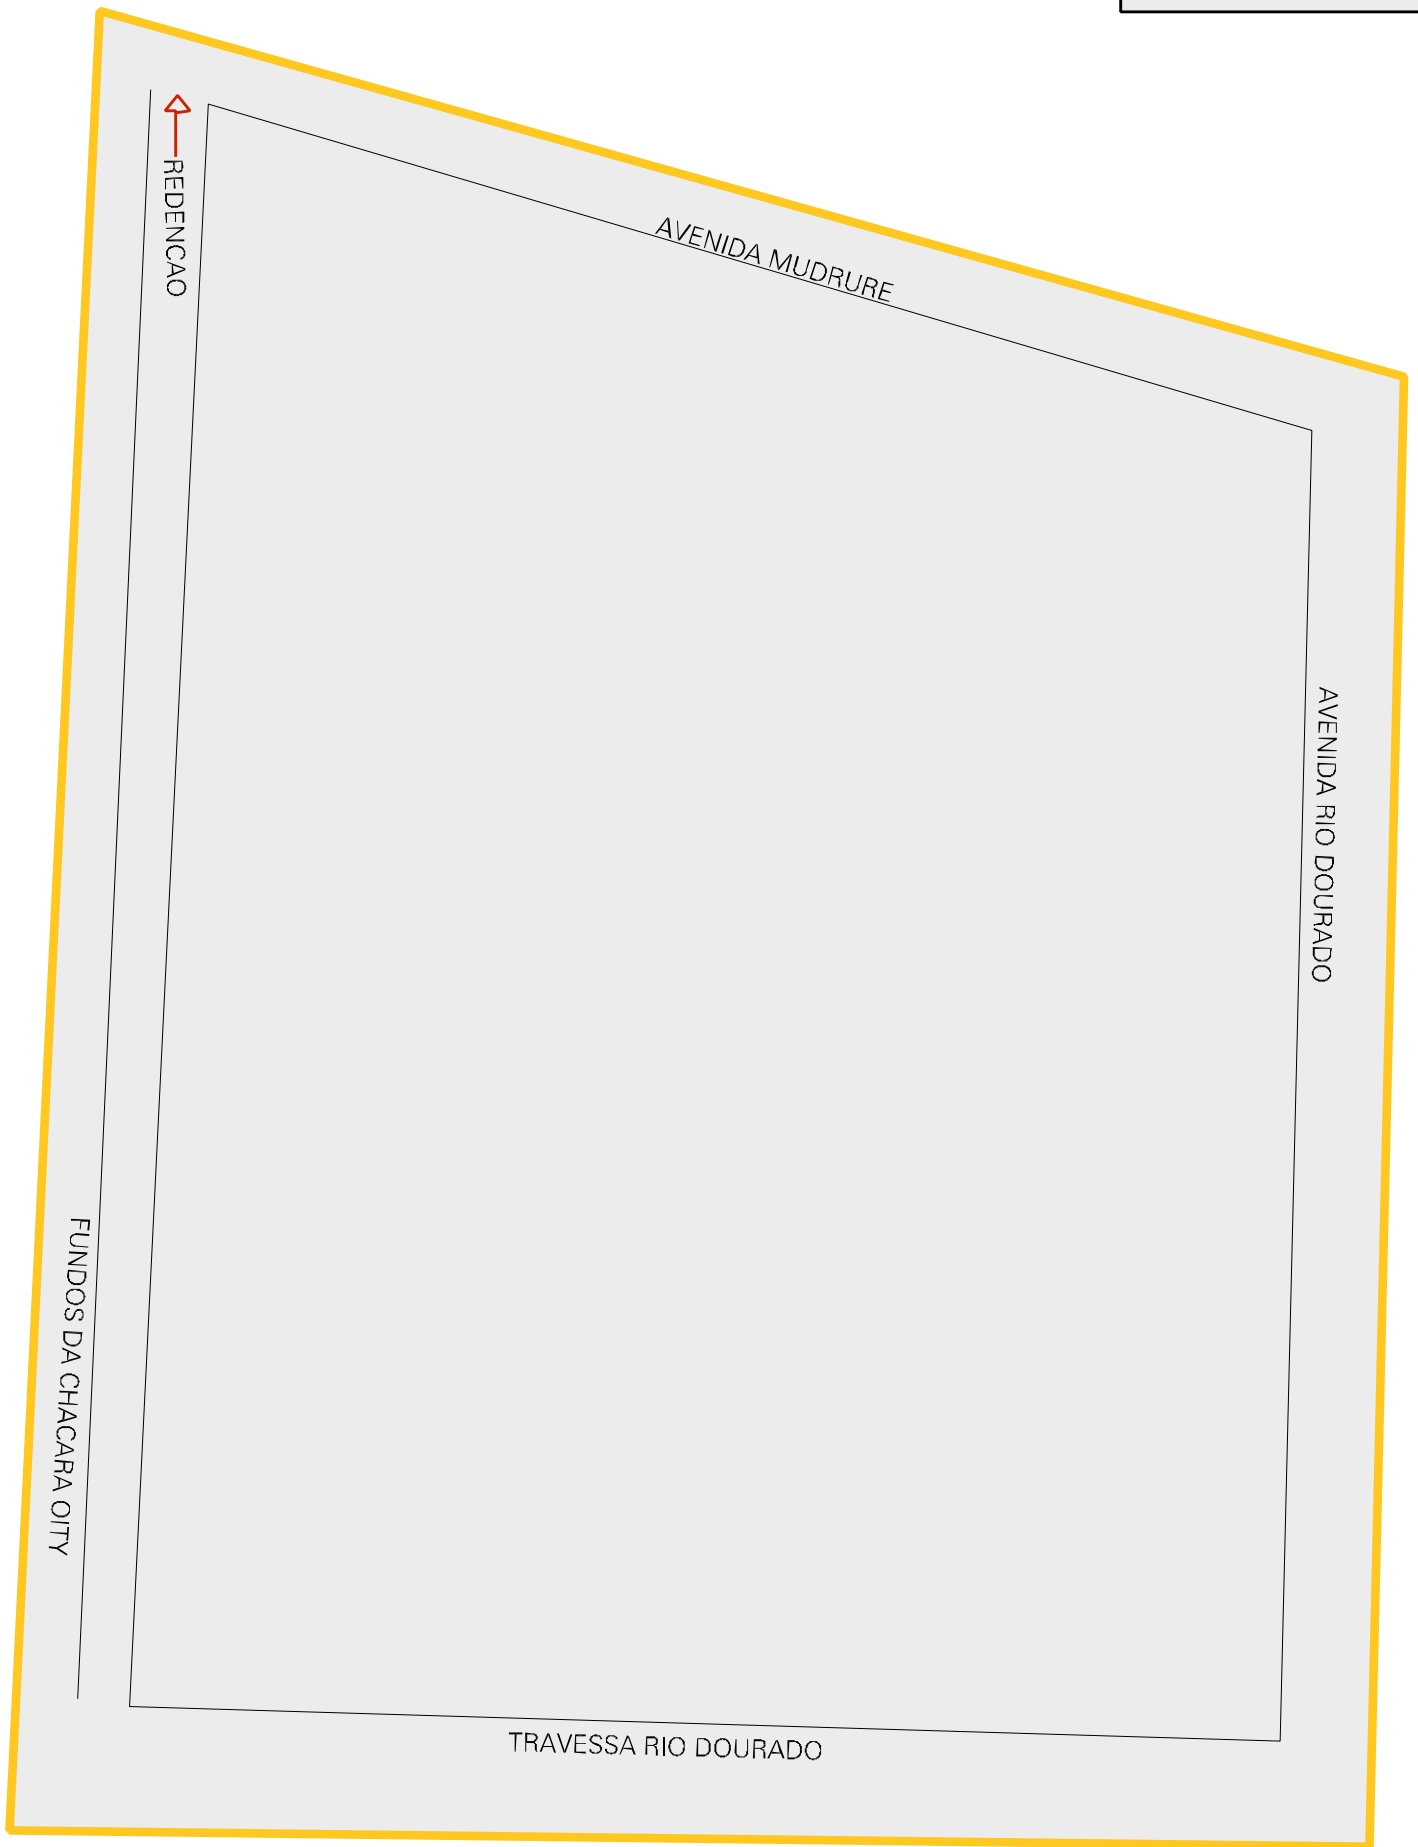 REDENCAO
AVENIDA MUDRURE
AVENIDA RIO DOURADO
FUNDOS DA CHACARA OITY
TRAVESSA RIO DOURADO